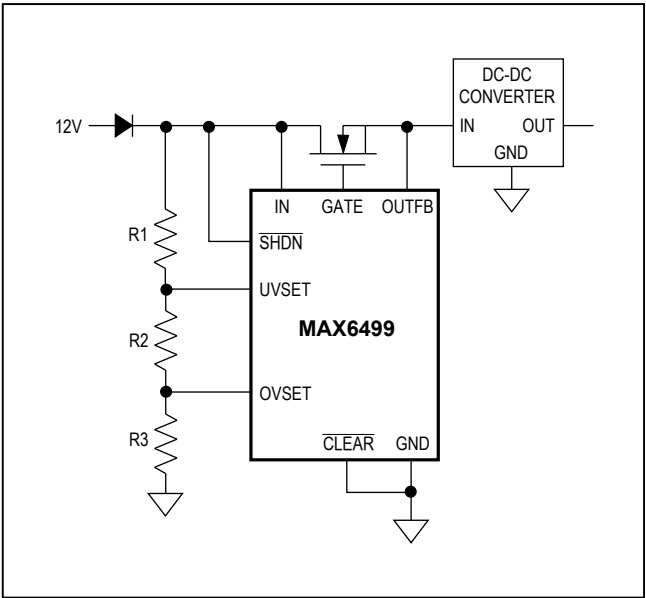 DC-DC
CONVERTER
12V
IN
OUT
GND
IN
GATE
OUTFB
R1
SHDN
UVSET
MAX6499
R2
OVSET
R3
CLEAR
GND